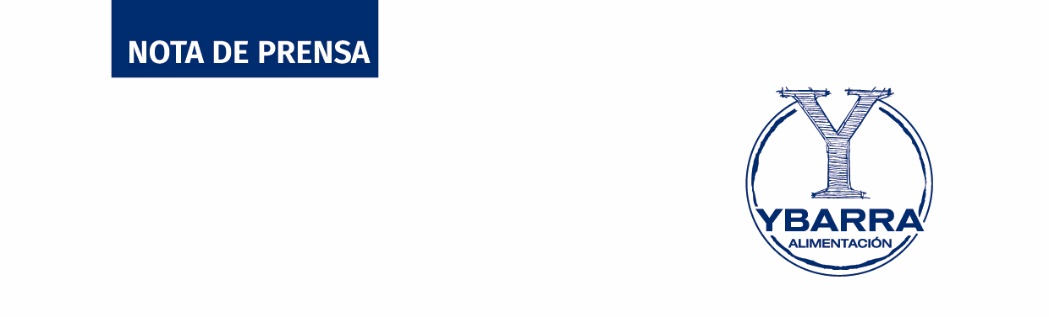 NOTA DE PRENSA
Y
YBARRA
ALIMENTACIÓN